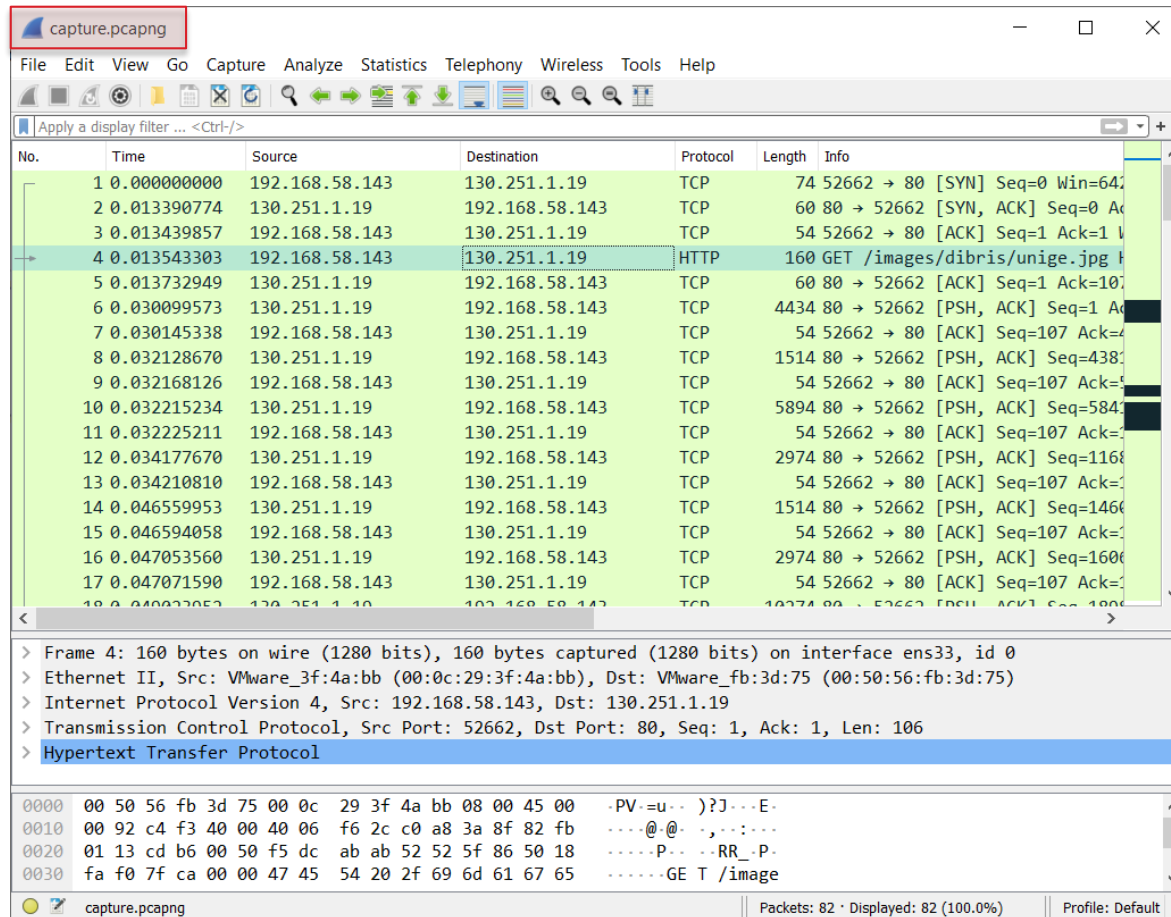 capture.pcapng
File Edit View Go Capture Analyze Statistics Telephony Wireless Tools Help
Apply a display filter ... <Ctrl-/>
No. Time Source Destination Protocol Length Info
1 0.000000000 192.168.58.143 130.251.1.19 TCP 74 52662 → 80 [SYN] Seq=0 Win=642
2 0.013390774 130.251.1.19 192.168.58.143 TCP 60 80 → 52662 [SYN, ACK] Seq=0
3 0.013439857 192.168.58.143 130.251.1.19 TCP 54 52662 → 80 [ACK] Seq=1 Ack=1
4 0.013543303 192.168.58.143 130.251.1.19 HTTP 160 GET /images/dibris/unige.jpg
5 0.013732949 130.251.1.19 192.168.58.143 TCP 60 80 → 52662 [ACK] Seq=1 Ack=107
6 0.030099573 130.251.1.19 192.168.58.143 TCP 4434 80 → 52662 [PSH, ACK] Seq=1
7 0.030145338 192.168.58.143 130.251.1.19 TCP 54 52662 → 80 [ACK] Seq=107
8 0.032128670 130.251.1.19 192.168.58.143 TCP 1514 80 → 52662 [PSH, ACK] Seq=4381
9 0.032168126 192.168.58.143 130.251.1.19 TCP 54 52662 → 80 [ACK] Seq=107
10 0.032215234 130.251.1.19 192.168.58.143 TCP 5894 80 → 52662 [PSH, ACK] Seq=5841
11 0.032225211 192.168.58.143 130.251.1.19 TCP 54 52662 → 80 [ACK] Seq=107
12 0.034177670 130.251.1.19 192.168.58.143 TCP 2974 80 → 52662 [PSH, ACK] Seq=1168
13 0.034210810 192.168.58.143 130.251.1.19 TCP 54 52662 → 80 [ACK] Seq=107
14 0.046559953 130.251.1.19 192.168.58.143 TCP 1514 80 → 52662 [PSH, ACK] Seq=1460
15 0.046594058 192.168.58.143 130.251.1.19 TCP 54 52662 → 80 [ACK] Seq=107
16 0.047053560 130.251.1.19 192.168.58.143 TCP 2974 80 → 52662 [PSH, ACK] Seq=1606
17 0.047071590 192.168.58.143 130.251.1.19 TCP 54 52662 → 80 [ACK] Seq=107
Frame 4: 160 bytes on wire (1280 bits), 160 bytes captured (1280 bits) on interface ens33, id 0
Ethernet II, Src: VMware_3f:4a:bb (00:0c:29:3f:4a:bb), Dst: VMware_fb:3d:75 (00:50:56:fb:3d:75)
Internet Protocol Version 4, Src: 192.168.58.143, Dst: 130.251.1.19
Transmission Control Protocol, Src Port: 52662, Dst Port: 80, Seq: 1, Ack: 1, Len: 106
Hypertext Transfer Protocol
0000 00 50 56 fb 3d 75 00 0c 29 3f 4a bb 08 00 45 00 ·PV·=u·· )?J···E·
0010 00 92 c4 f3 40 00 40 06 f6 2c c0 a8 3a 8f 82 fb ····@·@· ·,··:···
0020 01 13 cd b6 00 50 f5 dc ab ab 52 52 5f 86 50 18 ·····P·· ··RR_·P·
0030 fa f0 7f ca 00 00 47 45 54 20 2f 69 6d 61 67 65 ······GE T /image
capture.pcapng Packets: 82 · Displayed: 82 (100.0%) Profile: Default